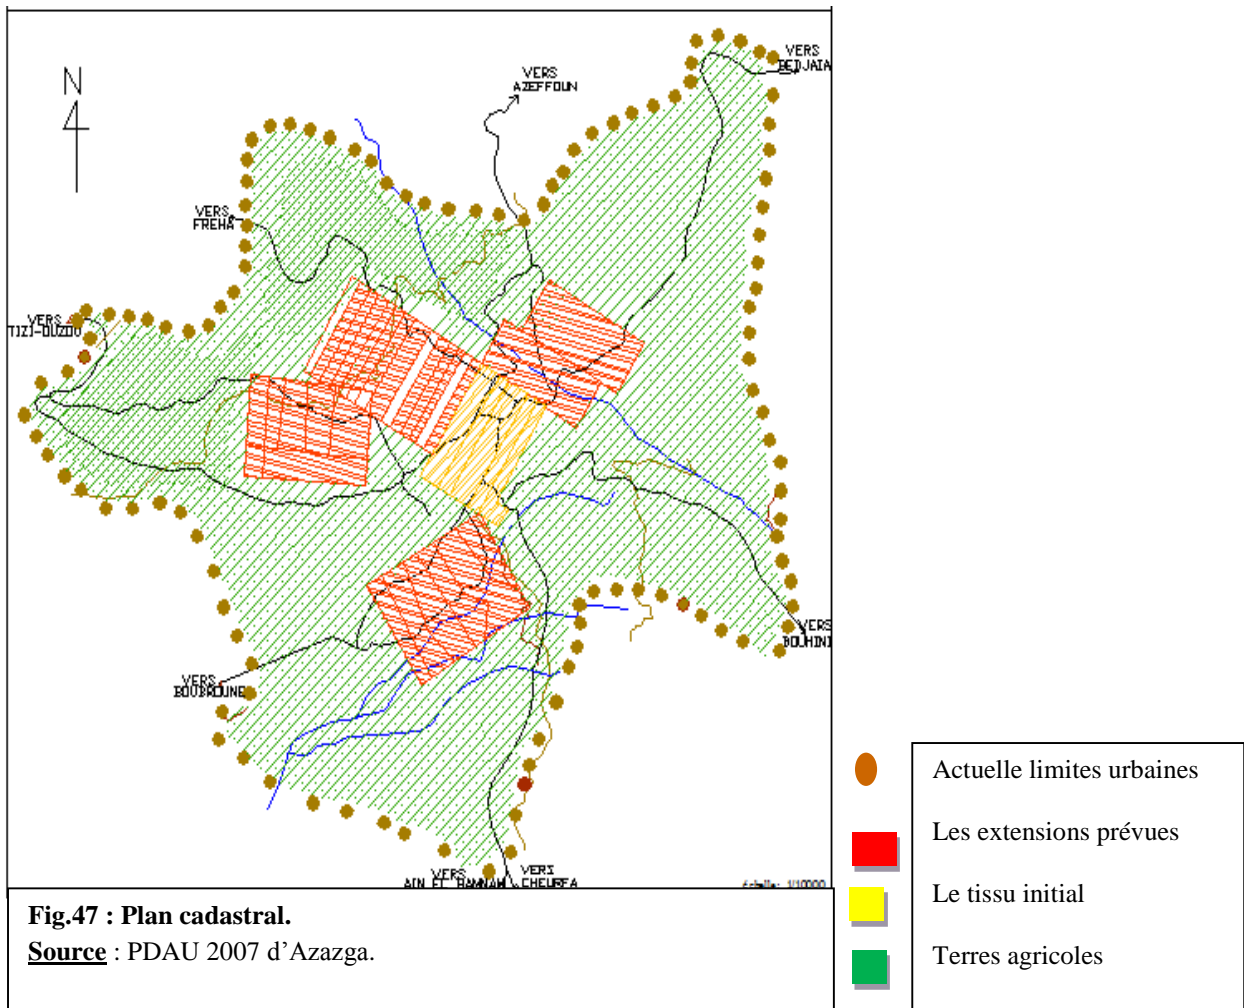 N
VERS
BEDJAIA
VERS
AZEFFOUN
VERS
FREHA
VERS
TIZI-OUZOU
VERS
BOUHINI
VERS
BOUBROUNE
VERS
AIN EL HAMMAM
VERS
CHEURFA
Echelle: 1/10000
Actuelle limites urbaines
Les extensions prévues
Le tissu initial
Terres agricoles
Fig.47 : Plan cadastral.
Source : PDAU 2007 d'Azazga.